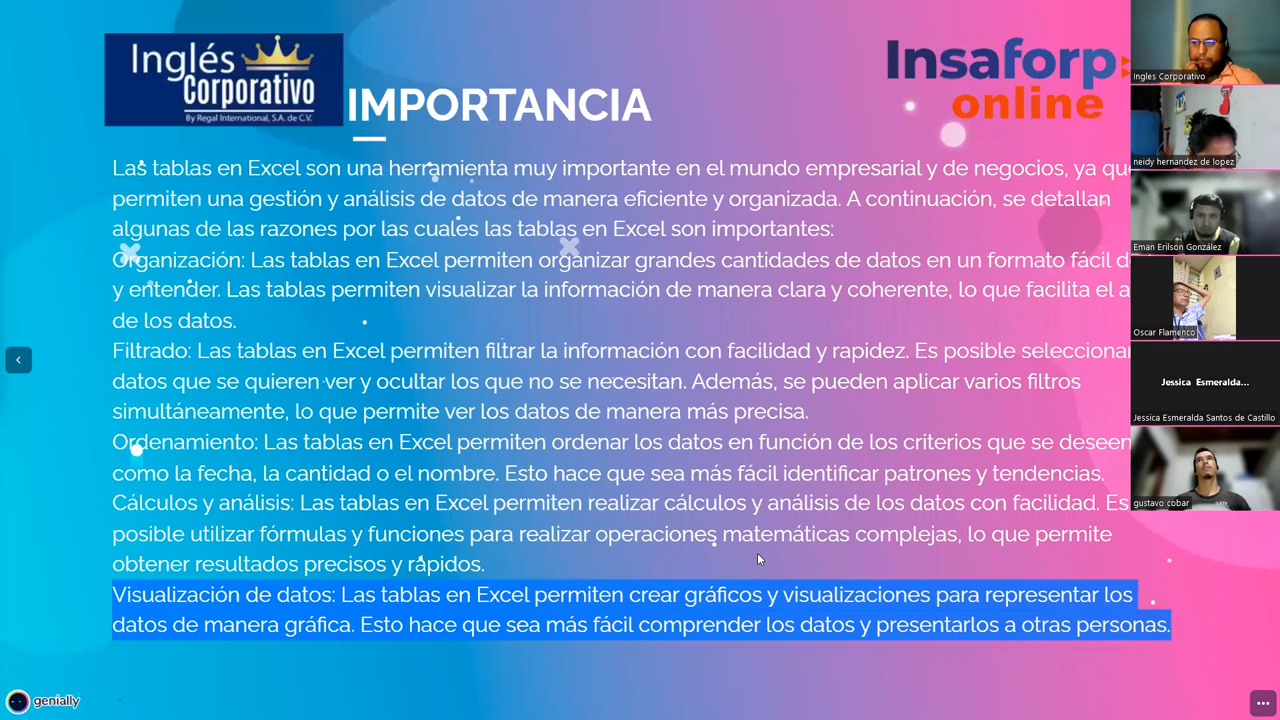 Inglés
Corporativo
By Regal International, S.A. de C.V.
IMPORTANCIA
Insaforp
online
Las tablas en Excel son una herramienta muy importante en el mundo empresarial y de negocios, ya que
permiten una gestión y análisis de datos de manera eficiente y organizada. A continuación, se detallan
algunas de las razones por las cuales las tablas en Excel son importantes:
Organización: Las tablas en Excel permiten organizar grandes cantidades de datos en un formato fácil d
y entender. Las tablas permiten visualizar la información de manera clara y coherente, lo que facilita el a
de los datos.
Filtrado: Las tablas en Excel permiten filtrar la información con facilidad y rapidez. Es posible seleccionar
datos que se quieren ver y ocultar los que no se necesitan. Además, se pueden aplicar varios filtros
simultáneamente, lo que permite ver los datos de manera más precisa.
Ordenamiento: Las tablas en Excel permiten ordenar los datos en función de los criterios que se deseen
como la fecha, la cantidad o el nombre. Esto hace que sea más fácil identificar patrones y tendencias.
Cálculos y análisis: Las tablas en Excel permiten realizar cálculos y análisis de los datos con facilidad. Es
posible utilizar fórmulas y funciones para realizar operaciones matemáticas complejas, lo que permite
obtener resultados precisos y rápidos.
Visualización de datos: Las tablas en Excel permiten crear gráficos y visualizaciones para representar los
datos de manera gráfica. Esto hace que sea más fácil comprender los datos y presentarlos a otras personas.
genially
Ingles Corporativo
neidy hernandez de lopez
Eman Erilson González
Oscar Flamenco
Jessica Esmeralda...
Jessica Esmeralda Santos de Castillo
gustavo cobar